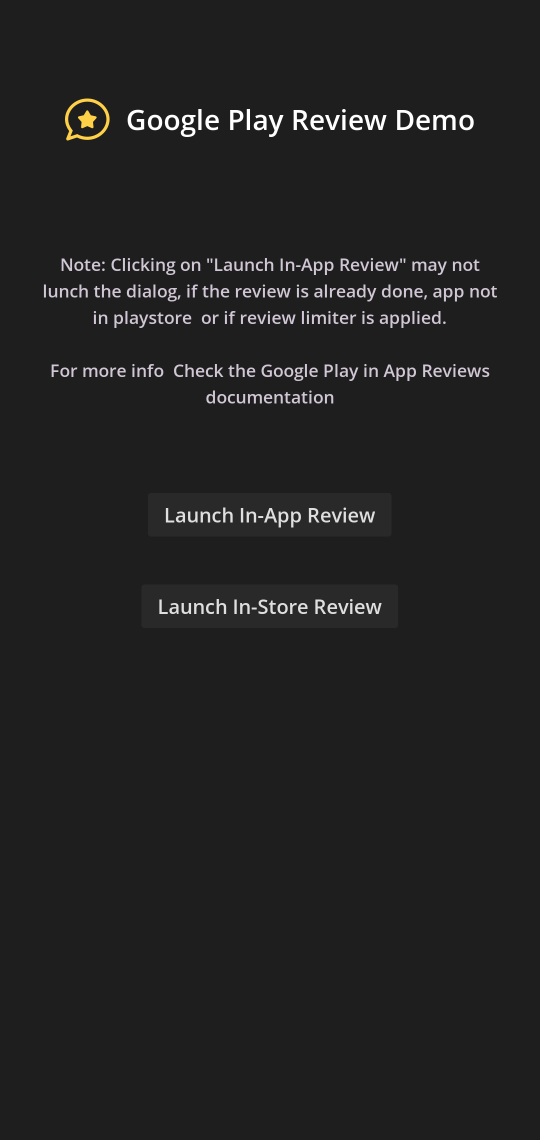 Google Play Review Demo
Note: Clicking on "Launch In-App Review" may not
lunch the dialog, if the review is already done, app not
in playstore  or if review limiter is applied.
For more info  Check the Google Play in App Reviews
documentation
Launch In-App Review
Launch In-Store Review